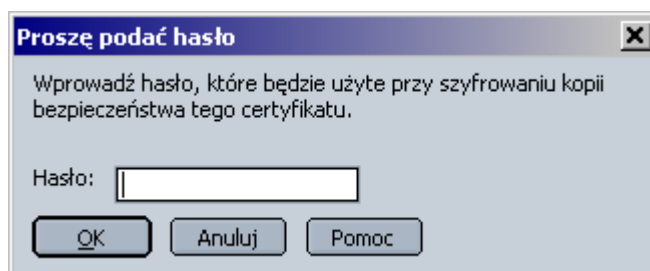 Proszę podać hasło
Wprowadź hasło, które będzie użyte przy szyfrowaniu kopii
bezpieczeństwa tego certyfikatu.
Hasło:
OK Anuluj Pomoc